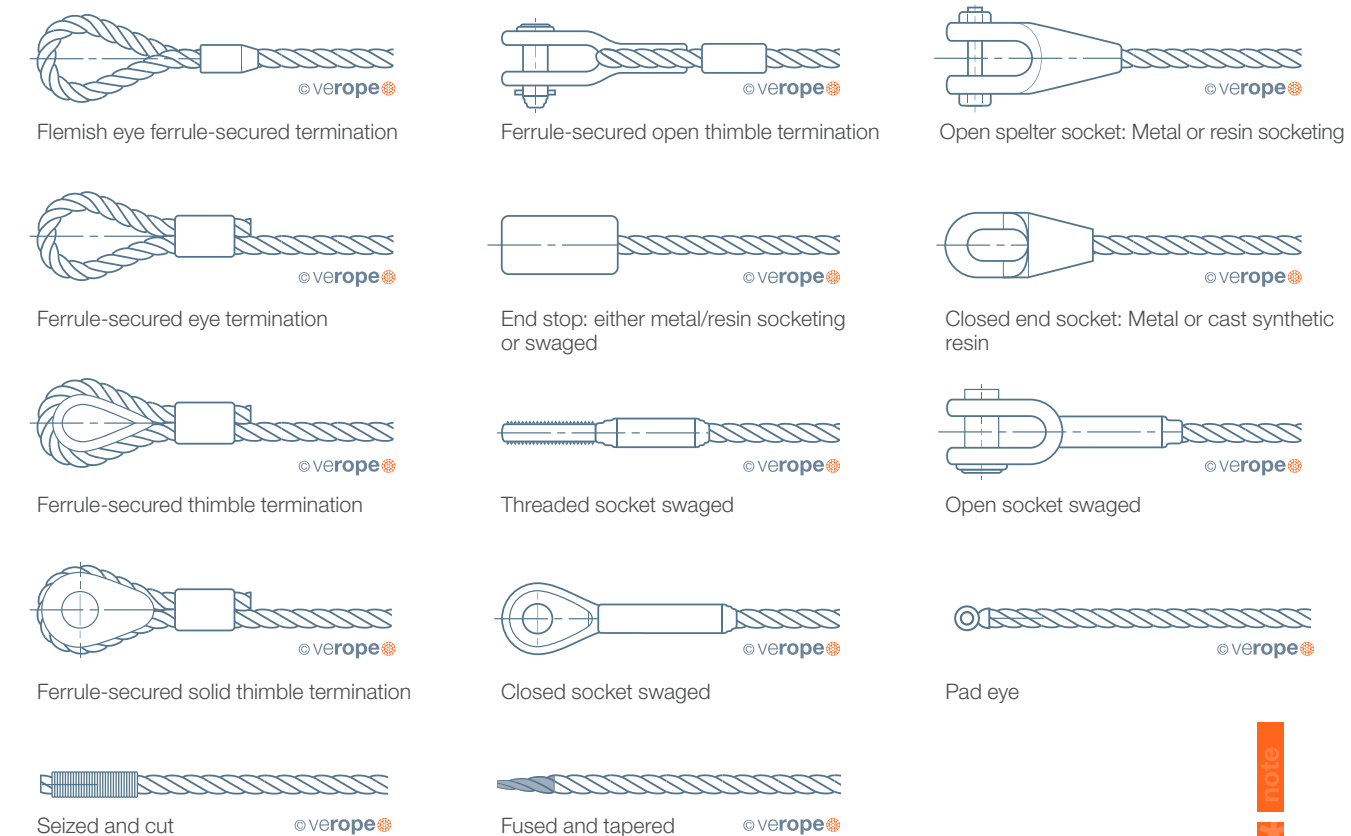 © verope
© verope
© verope
Flemish eye ferrule-secured termination
Ferrule-secured open thimble termination
Open spelter socket: Metal or resin socketing
© verope
© verope
© verope
Ferrule-secured eye termination
End stop: either metal/resin socketing
or swaged
Closed end socket: Metal or cast synthetic
resin
© verope
© verope
© verope
Ferrule-secured thimble termination
Threaded socket swaged
Open socket swaged
© verope
© verope
© verope
Ferrule-secured solid thimble termination
Closed socket swaged
Pad eye
note
Seized and cut
© verope
Fused and tapered
© verope